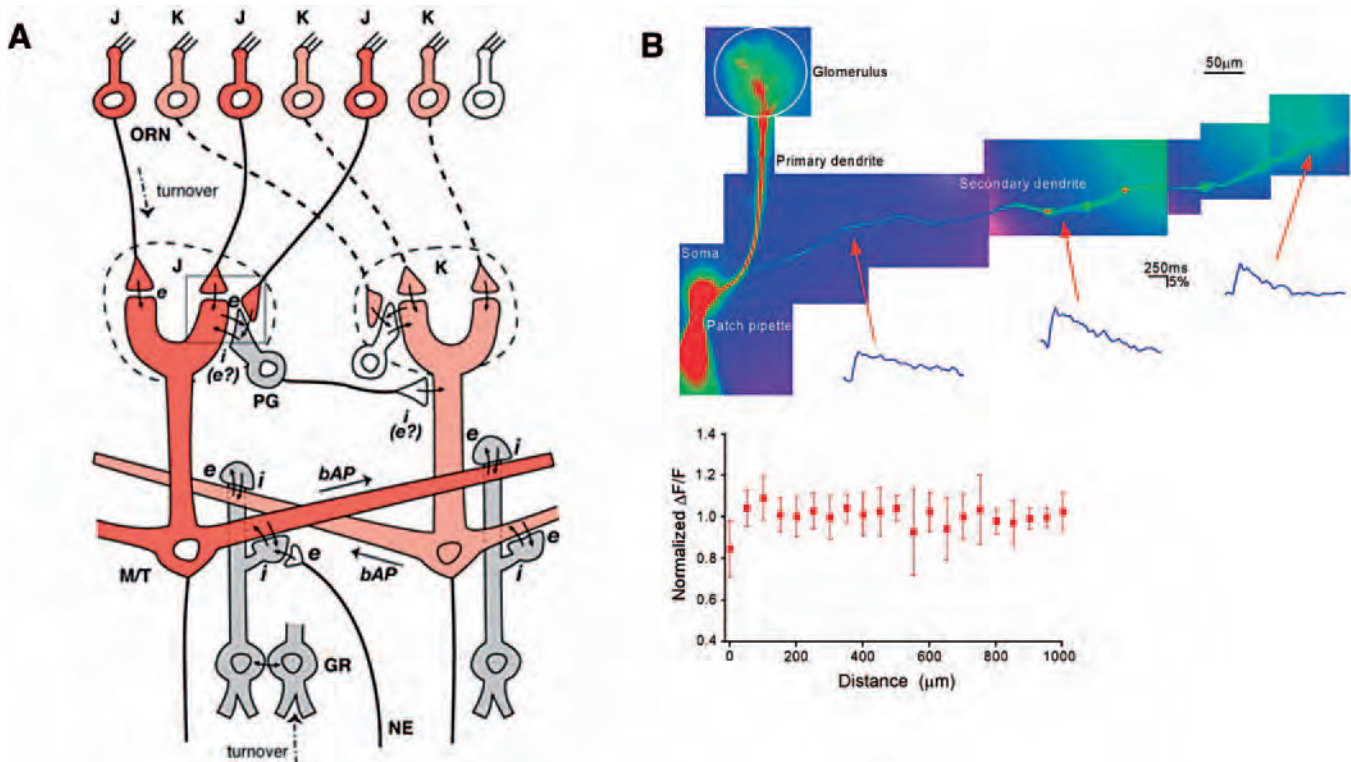 A
J K J K J K
ORN
turnover
J
K
e
e
i
(e?)
PG
i
(e?)
e
i
bAP
e
i
bAP
e
i
e
i
M/T
GR
NE
turnover
B
Glomerulus
50μm
Primary dendrite
Secondary dendrite
Soma
250ms
5%
Patch pipette
Normalized ΔF/F
1.4
1.2
1.0
0.8
0.6
0.4
0 200 400 600 800 1000
Distance (μm)